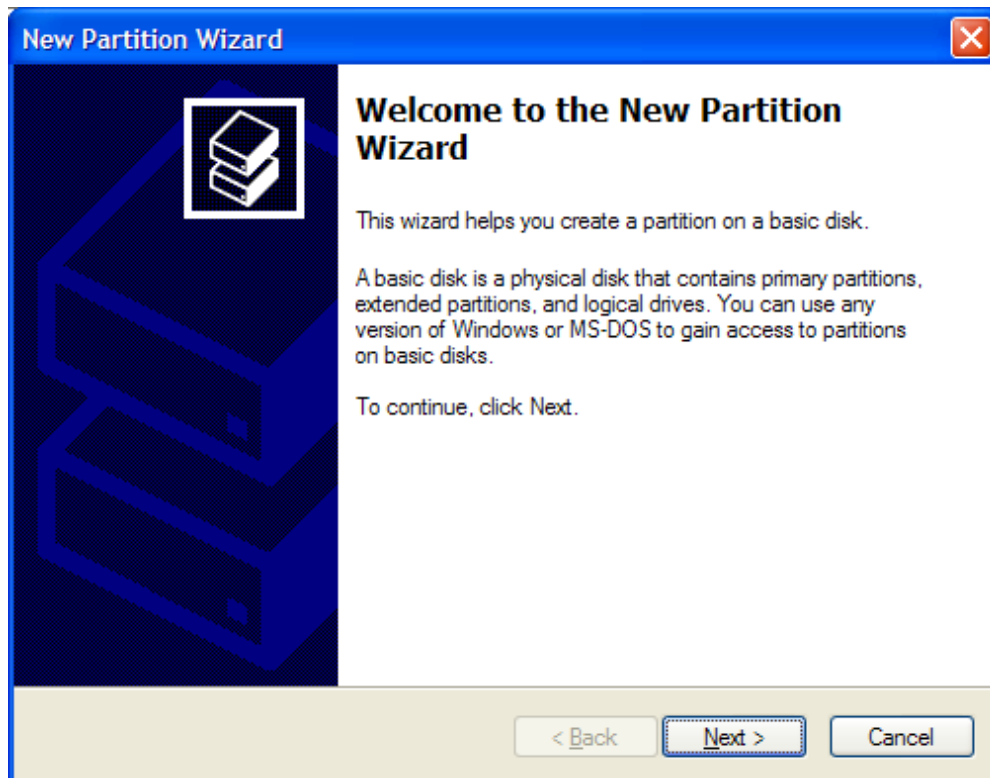 New Partition Wizard
Welcome to the New Partition
Wizard
This wizard helps you create a partition on a basic disk.
A basic disk is a physical disk that contains primary partitions,
extended partitions, and logical drives. You can use any
version of Windows or MS-DOS to gain access to partitions
on basic disks.
To continue, click Next.
< Back Next > Cancel